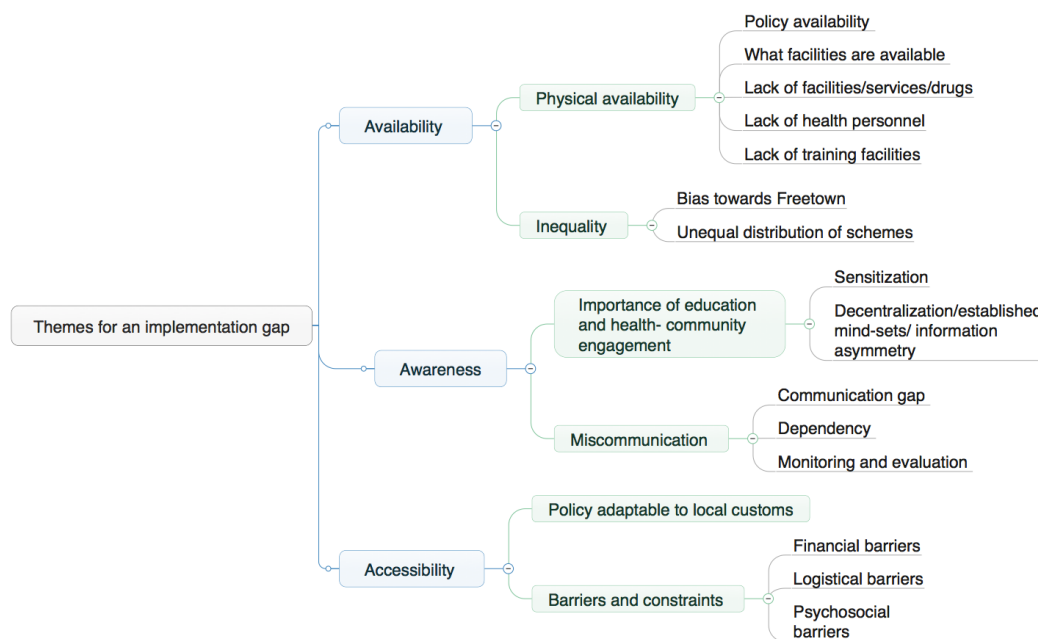 Policy availability
What facilities are available
Physical availability
Lack of facilities/services/drugs
Availability
Lack of health personnel
Lack of training facilities
Bias towards Freetown
Inequality
Unequal distribution of schemes
Themes for an implementation gap
Sensitization
Importance of education
and health- community
engagement
Decentralization/established
mind-sets/ information
asymmetry
Awareness
Communication gap
Miscommunication
Dependency
Monitoring and evaluation
Policy adaptable to local customs
Accessibility
Financial barriers
Barriers and constraints
Logistical barriers
Psychosocial
barriers